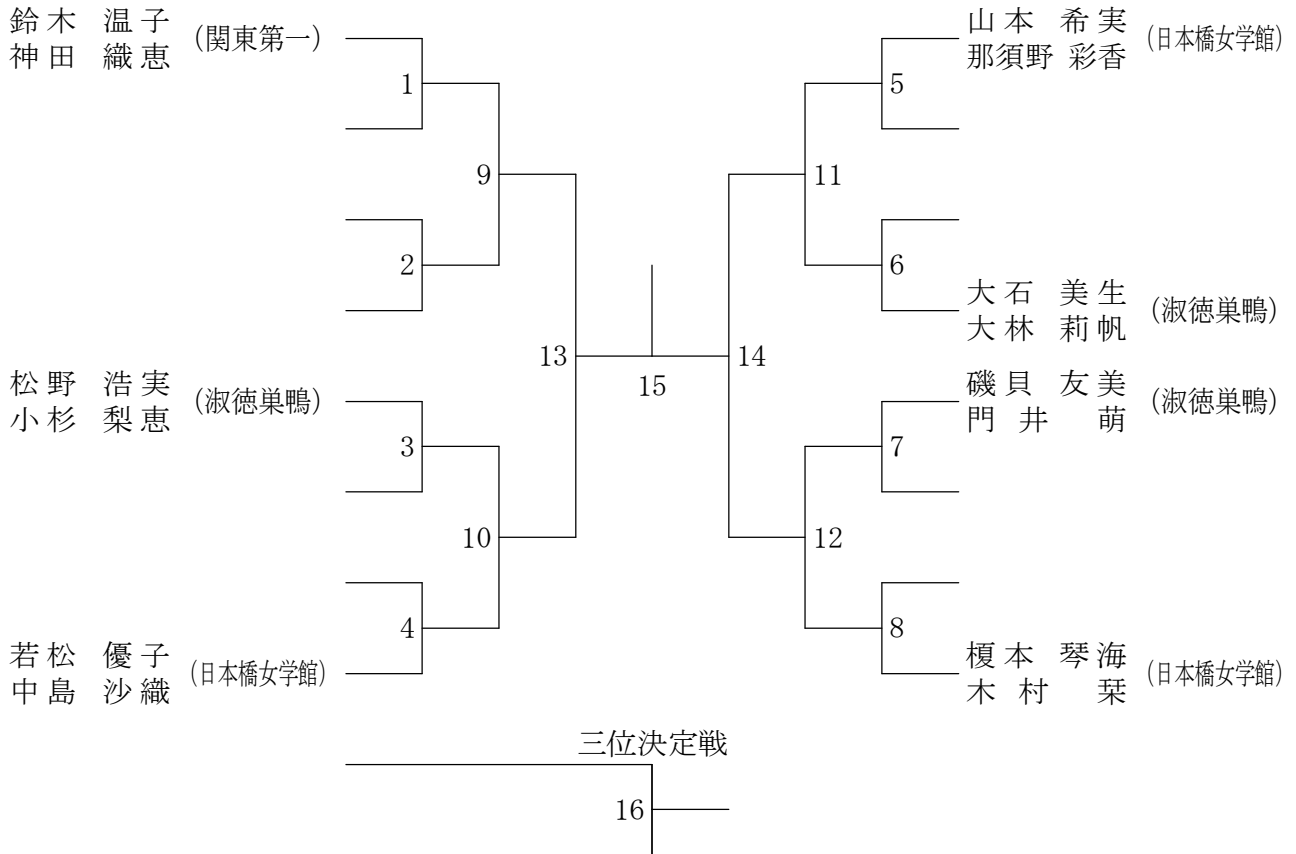 鈴木 温子
神田 織恵
(関東第一)
1
9
2
13
松野 浩実
小杉 梨恵
(淑徳巣鴨)
3
10
4
若松 優子
中島 沙織
(日本橋女学館)
15
山本 希実
那須野 彩香
(日本橋女学館)
5
11
6
大石 美生
大林 莉帆
(淑徳巣鴨)
14
磯貝 友美
門井 萌
(淑徳巣鴨)
7
12
8
榎本 琴海
木村 栞
(日本橋女学館)
三位決定戦
16